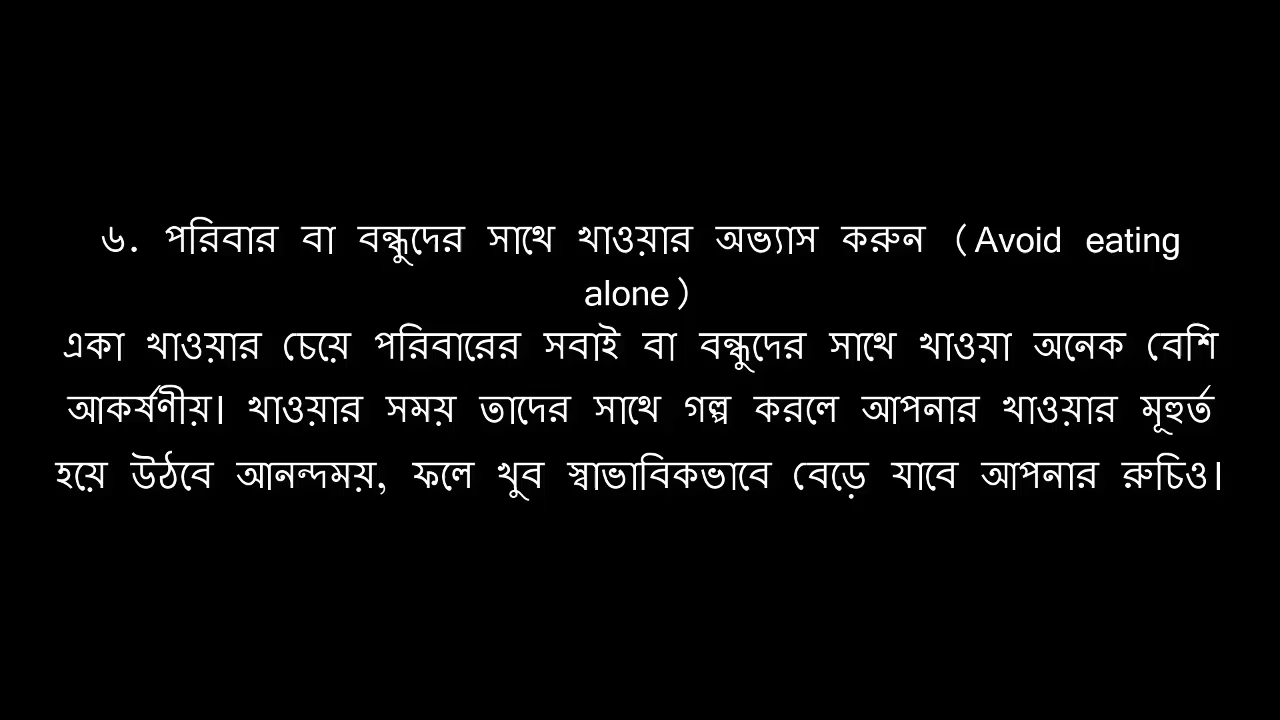 ৬. পরিবার বা বন্ধুদের সাথে খাওয়ার অভ্যাস করুন (Avoid eating
alone)
একা খাওয়ার চেয়ে পরিবারের সবাই বা বন্ধুদের সাথে খাওয়া অনেক বেশি
আকর্ষণীয়। খাওয়ার সময় তাদের সাথে গল্প করলে আপনার খাওয়ার মূহুর্ত
হয়ে উঠবে আনন্দময়, ফলে খুব স্বাভাবিকভাবে বেড়ে যাবে আপনার রুচিও।